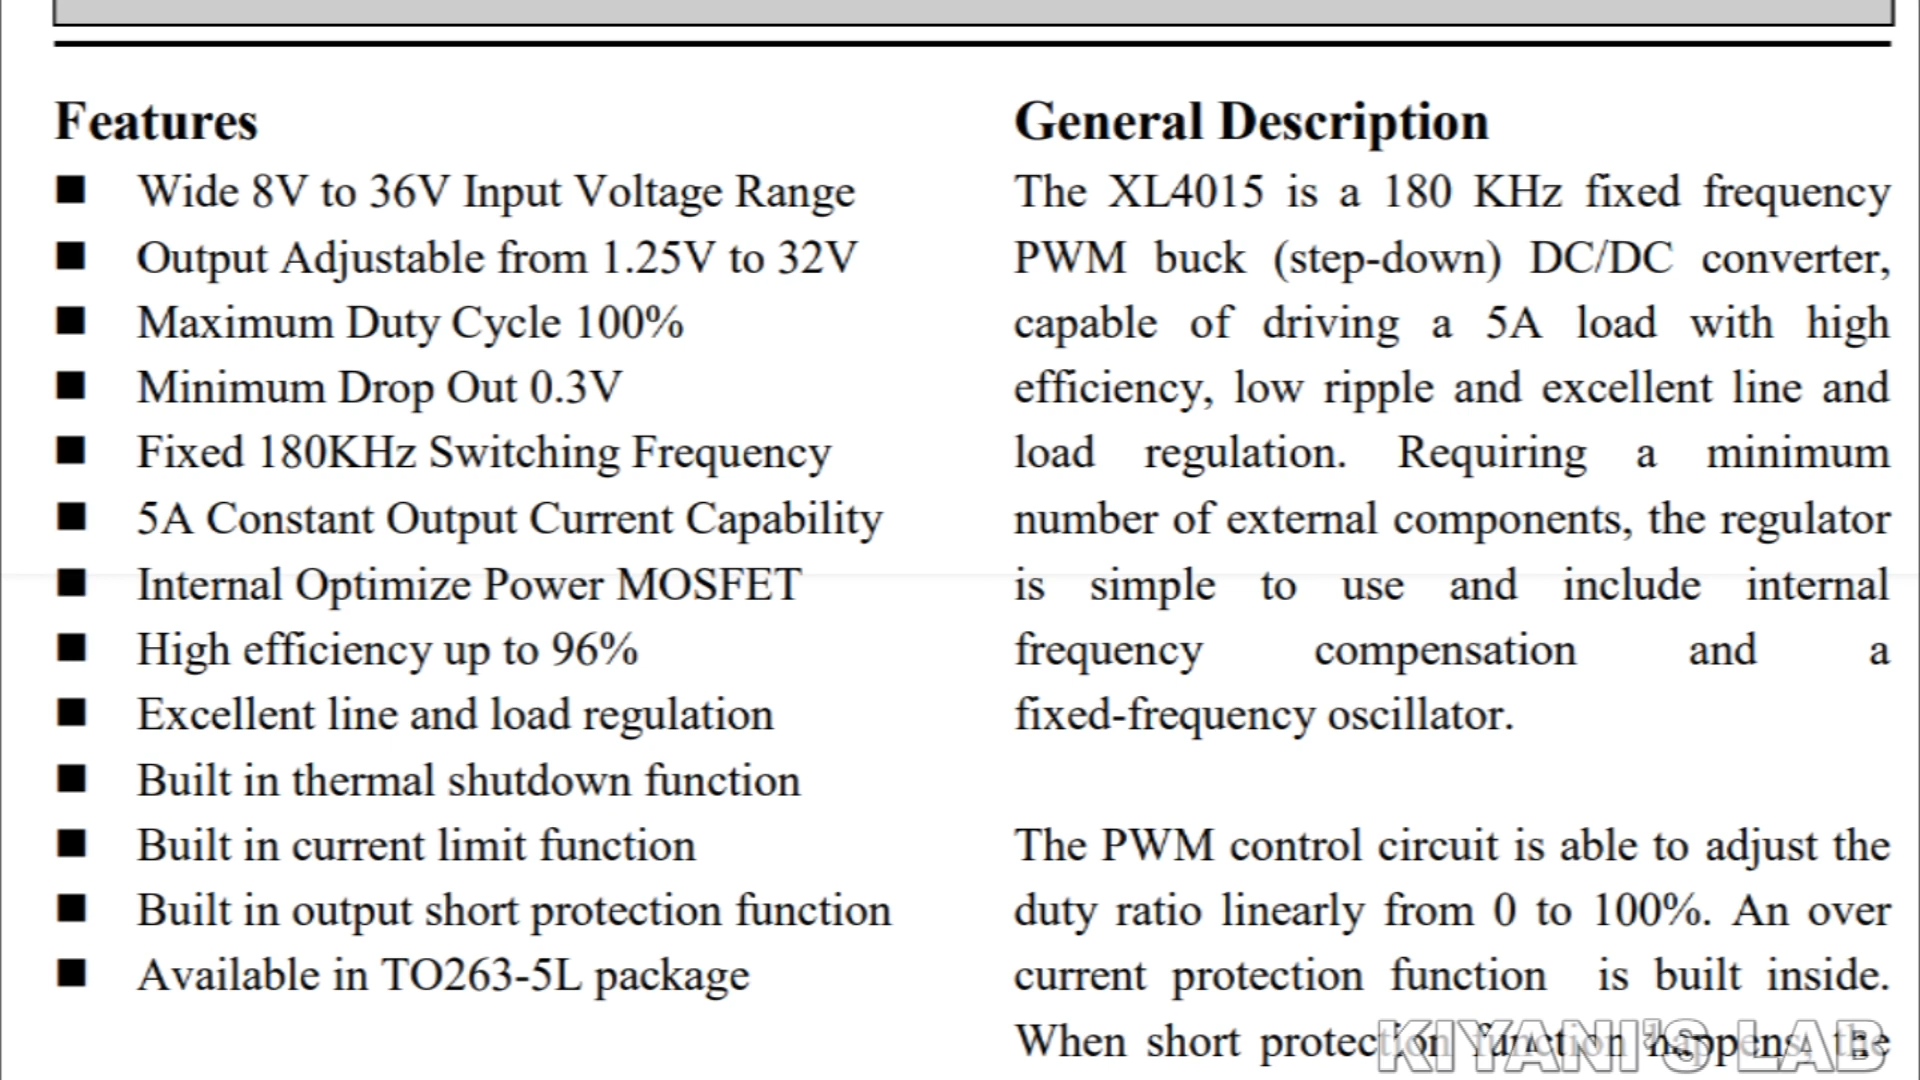 Features
■ Wide 8V to 36V Input Voltage Range
■ Output Adjustable from 1.25V to 32V
■ Maximum Duty Cycle 100%
■ Minimum Drop Out 0.3V
■ Fixed 180KHz Switching Frequency
■ 5A Constant Output Current Capability
■ Internal Optimize Power MOSFET
■ High efficiency up to 96%
■ Excellent line and load regulation
■ Built in thermal shutdown function
■ Built in current limit function
■ Built in output short protection function
■ Available in TO263-5L package
General Description
The XL4015 is a 180 KHz fixed frequency
PWM buck (step-down) DC/DC converter,
capable of driving a 5A load with high
efficiency, low ripple and excellent line and
load regulation. Requiring a minimum
number of external components, the regulator
is simple to use and include internal
frequency compensation and a
fixed-frequency oscillator.
The PWM control circuit is able to adjust the
duty ratio linearly from 0 to 100%. An over
current protection function is built inside.
When short protection function happens, the
KIYANI'S LAB